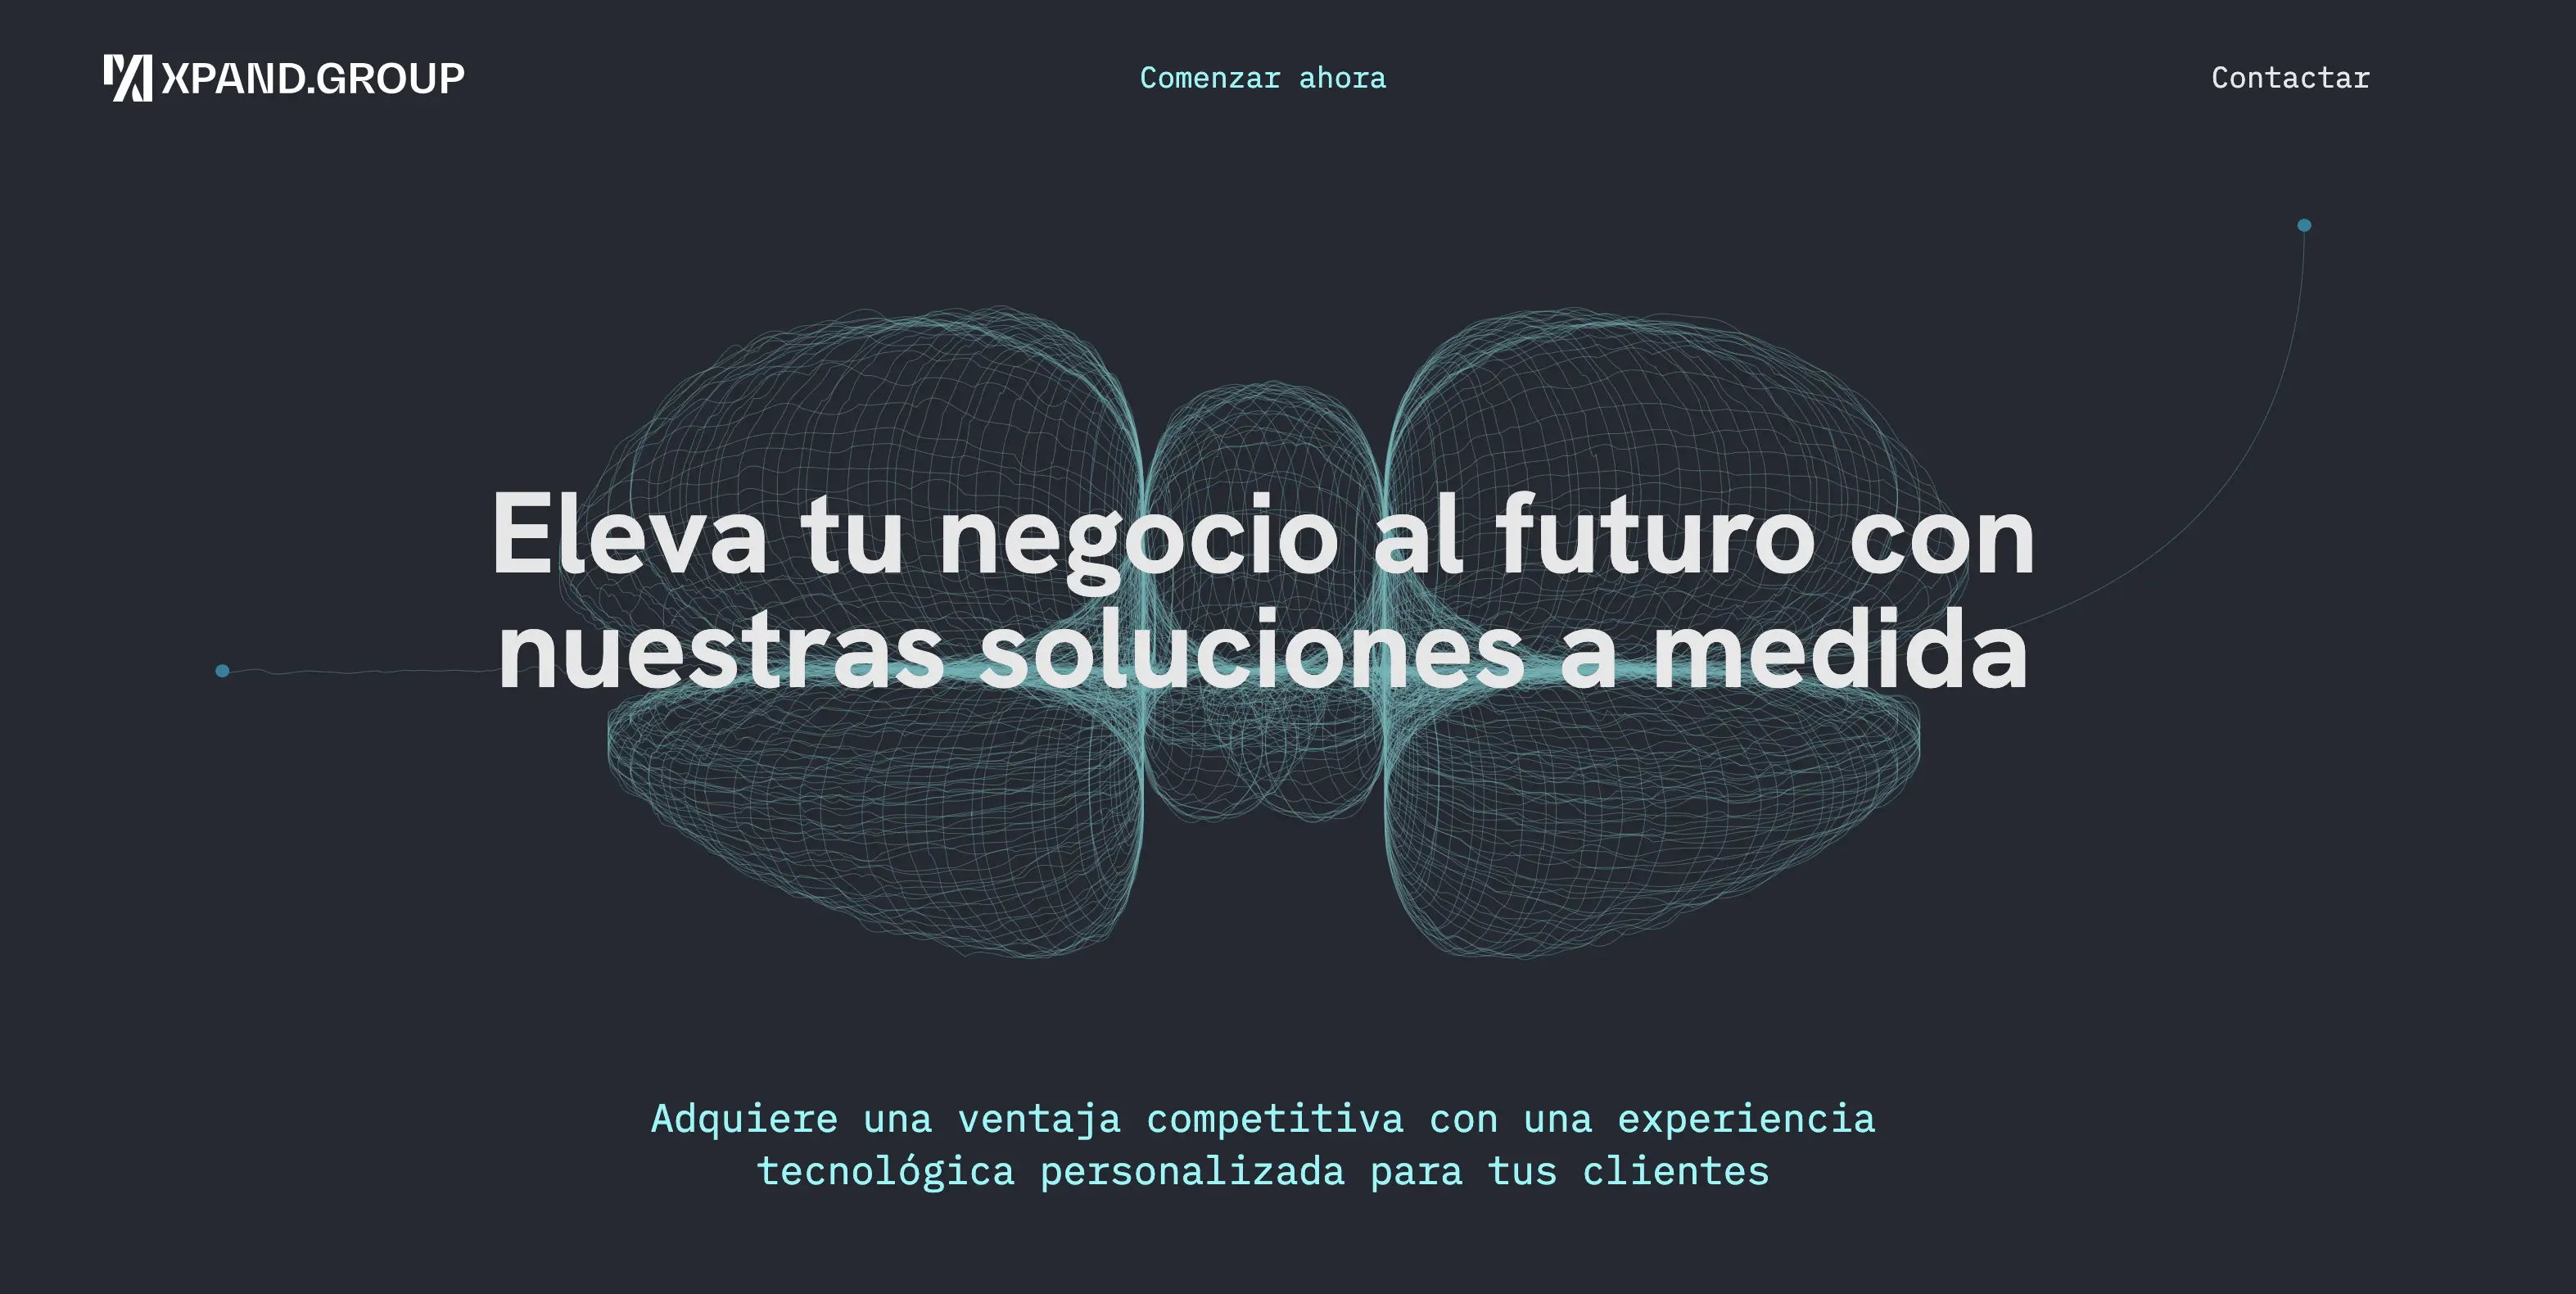 XPAND.GROUP
Comenzar ahora
Contactar
Eleva tu negocio al futuro con
nuestras soluciones a medida
Adquiere una ventaja competitiva con una experiencia
tecnológica personalizada para tus clientes